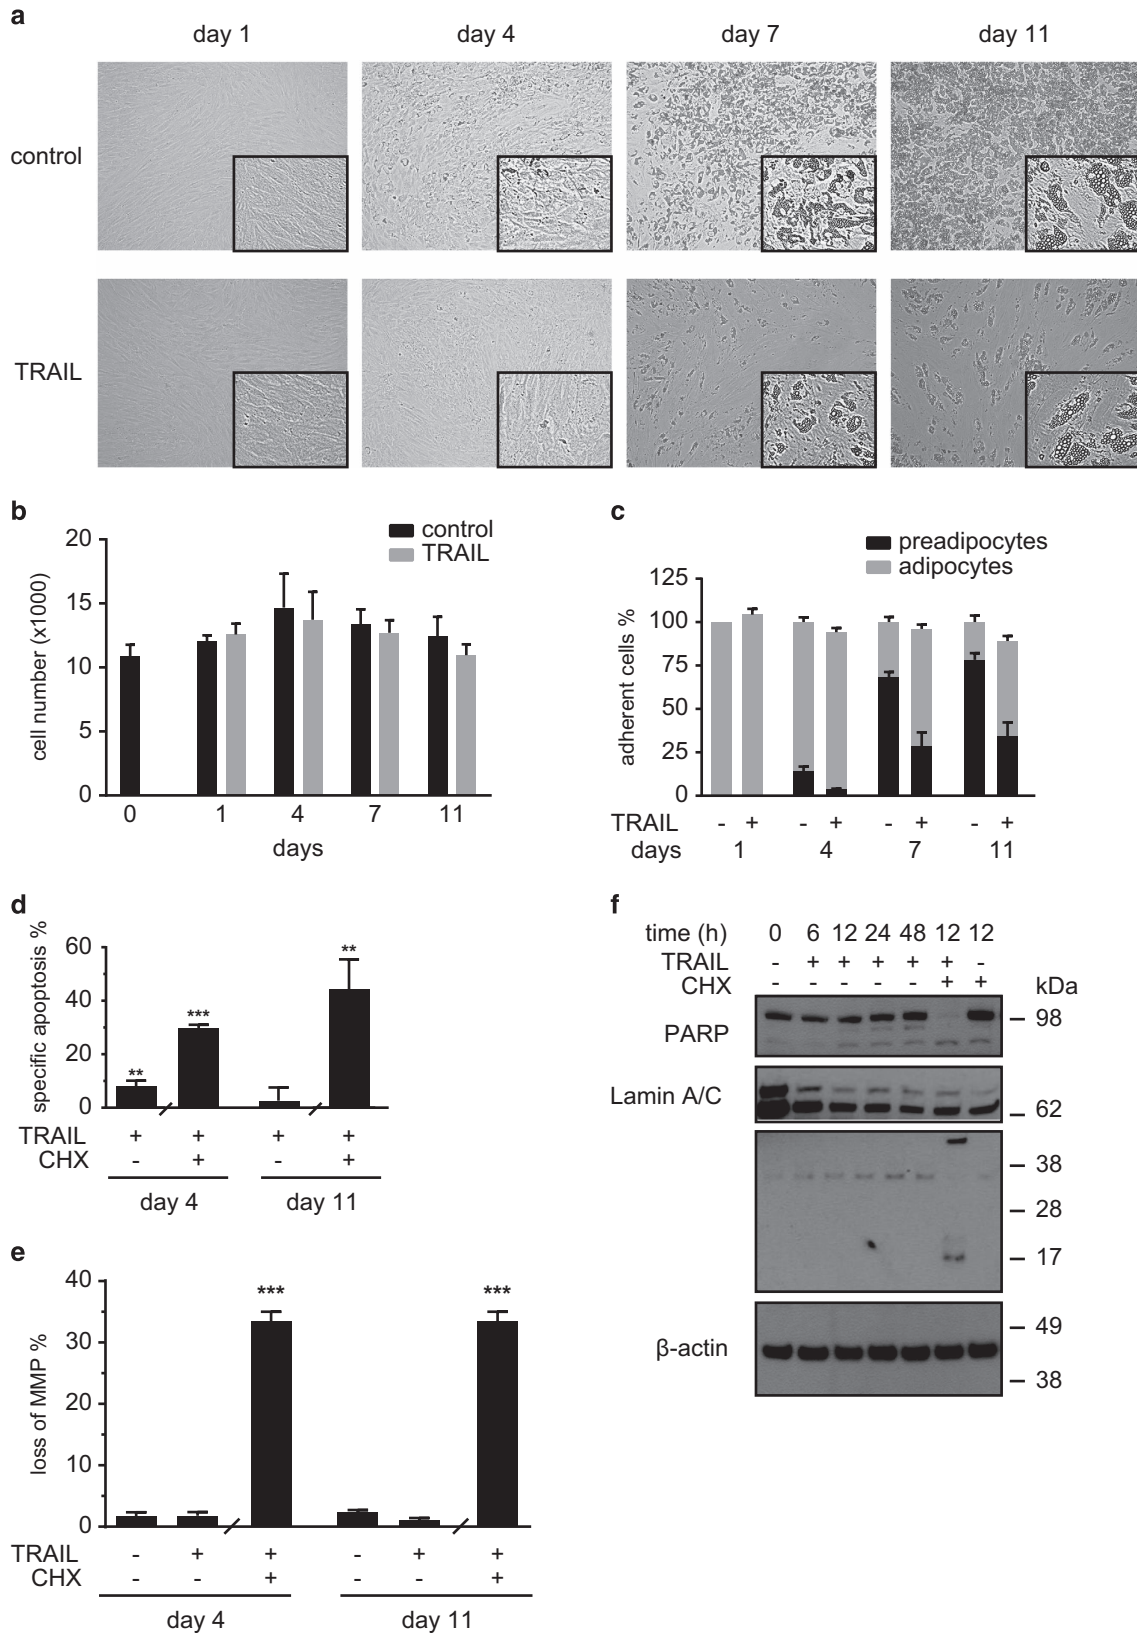 a
day 1 day 4 day 7 day 11
control
TRAIL
b
control
TRAIL
cell number (x1000)
20
15
10
5
0
0 1 4 7 11
days
c
preadipocytes
adipocytes
adherent cells %
125
100
75
50
25
0
TRAIL - + - + - + - +
days 1 4 7 11
d
specific apoptosis %
60
40
20
0
** *** **
TRAIL + + + +
CHX - + - +
day 4 day 11
e
loss of MMP %
40
30
20
10
0
*** ***
TRAIL - + + - + +
CHX - - + - - +
day 4 day 11
f
time (h) 0 6 12 24 48 12 12
TRAIL - + + + + + -
CHX - - - - - + + kDa
PARP – 98
Lamin A/C
– 62
– 38
– 28
– 17
– 49
β-actin
– 38